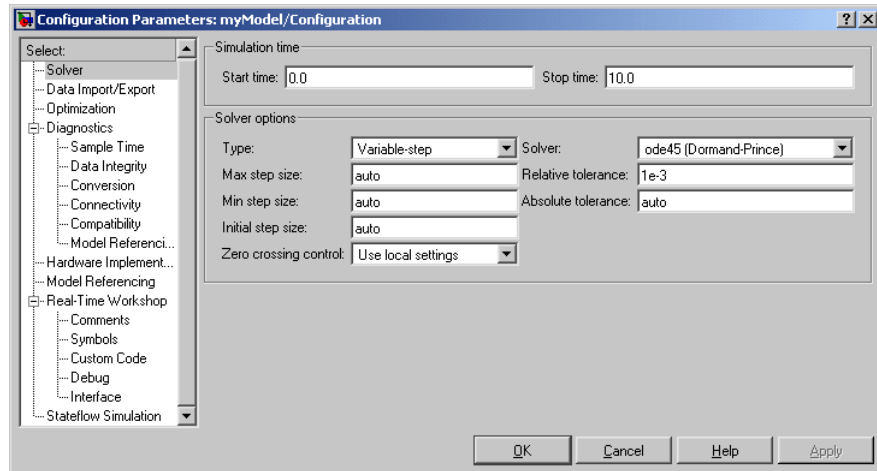 Configuration Parameters: myModel/Configuration
Select:
Solver
Data Import/Export
Optimization
Diagnostics
Sample Time
Data Integrity
Conversion
Connectivity
Compatibility
Model Referenci...
Hardware Implement...
Model Referencing
Real-Time Workshop
Comments
Symbols
Custom Code
Debug
Interface
Stateflow Simulation
Simulation time
Start time: 0.0 Stop time: 10.0
Solver options
Type: Variable-step Solver: ode45 (Dormand-Prince)
Max step size: auto Relative tolerance: 1e-3
Min step size: auto Absolute tolerance: auto
Initial step size: auto
Zero crossing control: Use local settings
OK Cancel Help Apply